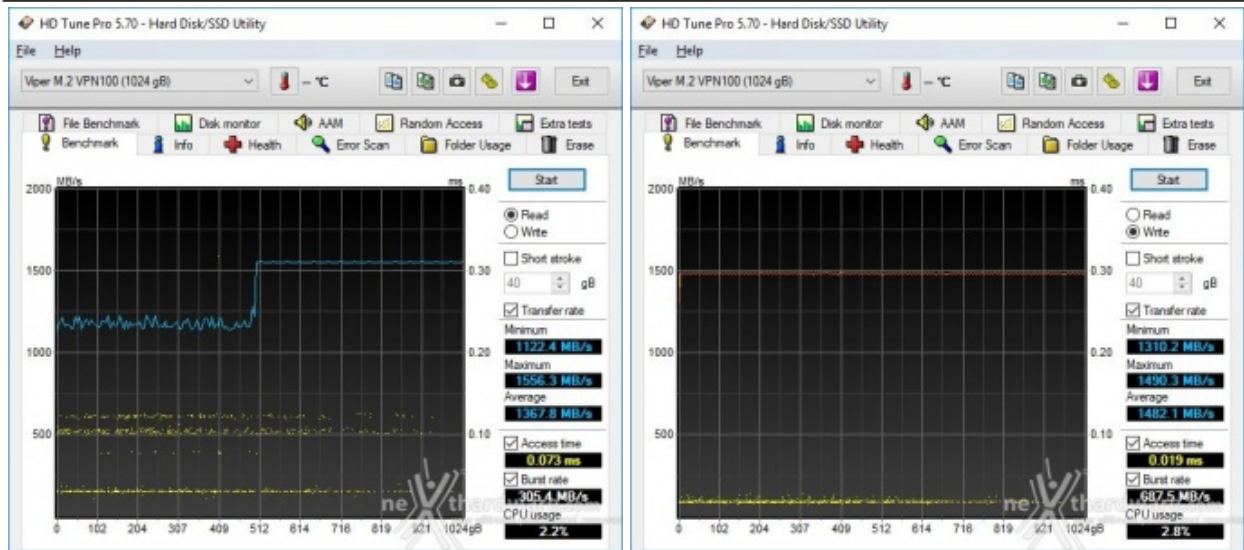 HD Tune Pro 5.70 - Hard Disk/SSD Utility
File Help
Viper M.2 VPN100 (1024 gB)
– °C
Exit
File Benchmark Disk monitor AAM Random Access Extra tests
Benchmark Info Health Error Scan Folder Usage Erase
MB/s
ms
Start
2000
0.40
Read
Write
Short stroke
1500
0.30
40 gB
Transfer rate
Minimum
1122.4 MB/s
1000
0.20
Maximum
1556.3 MB/s
Average
1367.8 MB/s
500
0.10
Access time
0.073 ms
Burst rate
305.4 MB/s
CPU usage
2.2%
0 102 204 307 409 512 614 716 819 921 1024gB
HD Tune Pro 5.70 - Hard Disk/SSD Utility
File Help
Viper M.2 VPN100 (1024 gB)
– °C
Exit
File Benchmark Disk monitor AAM Random Access Extra tests
Benchmark Info Health Error Scan Folder Usage Erase
MB/s
ms
Start
2000
0.40
Read
Write
Short stroke
1500
0.30
40 gB
Transfer rate
Minimum
1310.2 MB/s
1000
0.20
Maximum
1490.3 MB/s
Average
1482.1 MB/s
500
0.10
Access time
0.019 ms
Burst rate
687.5 MB/s
CPU usage
2.8%
0 102 204 307 409 512 614 716 819 921 1024gB